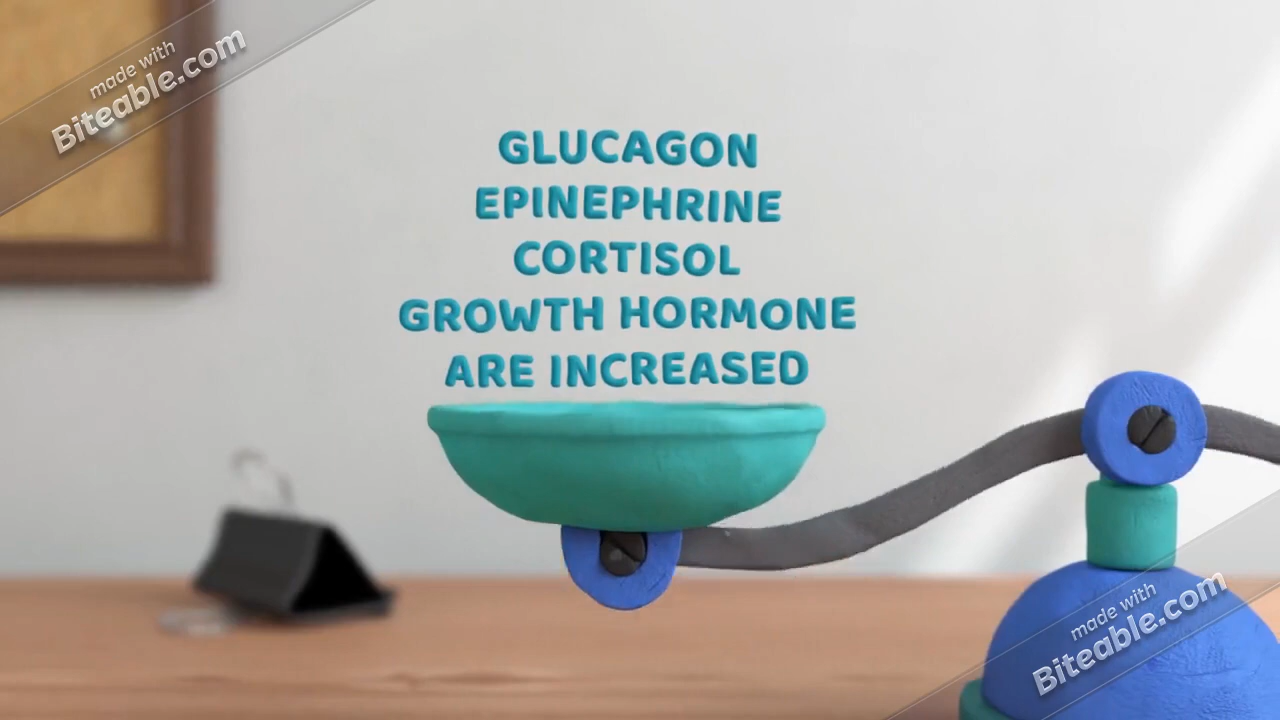 made with
Biteable.com
GLUCAGON
EPINEPHRINE
CORTISOL
GROWTH HORMONE
ARE INCREASED
made with
Biteable.com